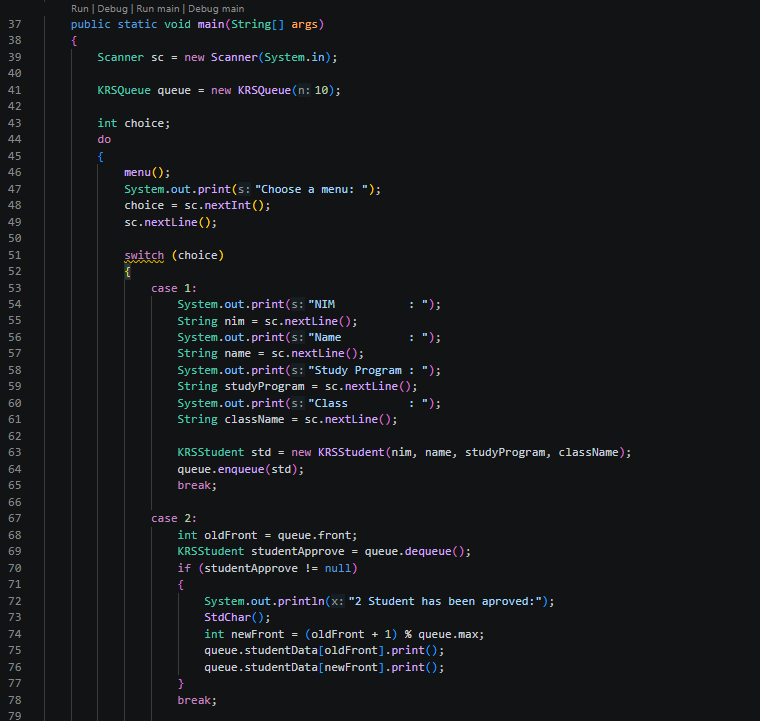 Run | Debug | Run main | Debug main
37 public static void main(String[] args)
38 {
39 Scanner sc = new Scanner(System.in);
40
41 KRSQueue queue = new KRSQueue(n: 10);
42
43 int choice;
44 do
45 {
46 menu();
47 System.out.print(s: "Choose a menu: ");
48 choice = sc.nextInt();
49 sc.nextLine();
50
51 switch (choice)
52 {
53 case 1:
54 System.out.print(s: "NIM           : ");
55 String nim = sc.nextLine();
56 System.out.print(s: "Name          : ");
57 String name = sc.nextLine();
58 System.out.print(s: "Study Program : ");
59 String studyProgram = sc.nextLine();
60 System.out.print(s: "Class         : ");
61 String className = sc.nextLine();
62
63 KRSStudent std = new KRSStudent(nim, name, studyProgram, className);
64 queue.enqueue(std);
65 break;
66
67 case 2:
68 int oldFront = queue.front;
69 KRSStudent studentApprove = queue.dequeue();
70 if (studentApprove != null)
71 {
72 System.out.println(x: "2 Student has been aproved:");
73 StdChar();
74 int newFront = (oldFront + 1) % queue.max;
75 queue.studentData[oldFront].print();
76 queue.studentData[newFront].print();
77 }
78 break;
79